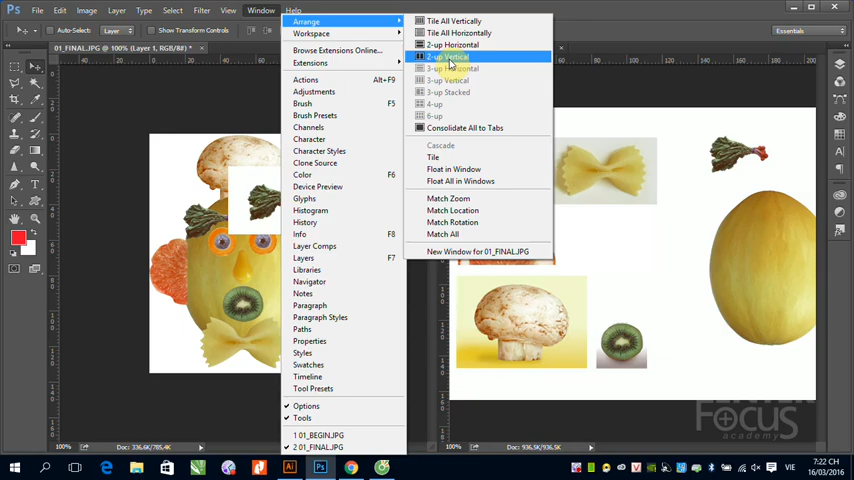 Ps File Edit Image Layer Type Select Filter View Window Help
Auto-Select: Layer Show Transform Controls Essentials
01_FINAL.JPG @ 100% (Layer 1, RGB/8#) * ×
Arrange
Workspace
Browse Extensions Online...
Extensions
Actions Alt+F9
Adjustments
Brush F5
Brush Presets
Channels
Character
Character Styles
Clone Source
Color F6
Device Preview
Glyphs
Histogram
History
Info F8
Layer Comps
Layers F7
Libraries
Navigator
Notes
Paragraph
Paragraph Styles
Paths
Properties
Styles
Swatches
Timeline
Tool Presets
Options
Tools
1 01_BEGIN.JPG
2 01_FINAL.JPG
Tile All Vertically
Tile All Horizontally
2-up Horizontal
2-up Vertical
3-up Horizontal
3-up Vertical
3-up Stacked
4-up
6-up
Consolidate All to Tabs
Cascade
Tile
Float in Window
Float All in Windows
Match Zoom
Match Location
Match Rotation
Match All
New Window for 01_FINAL.JPG
CENTER
FOCUS
academy
100% Doc: 336,6K/785,4K
100% Doc: 936,5K/936,5K
VIE
7:22 CH
16/03/2016